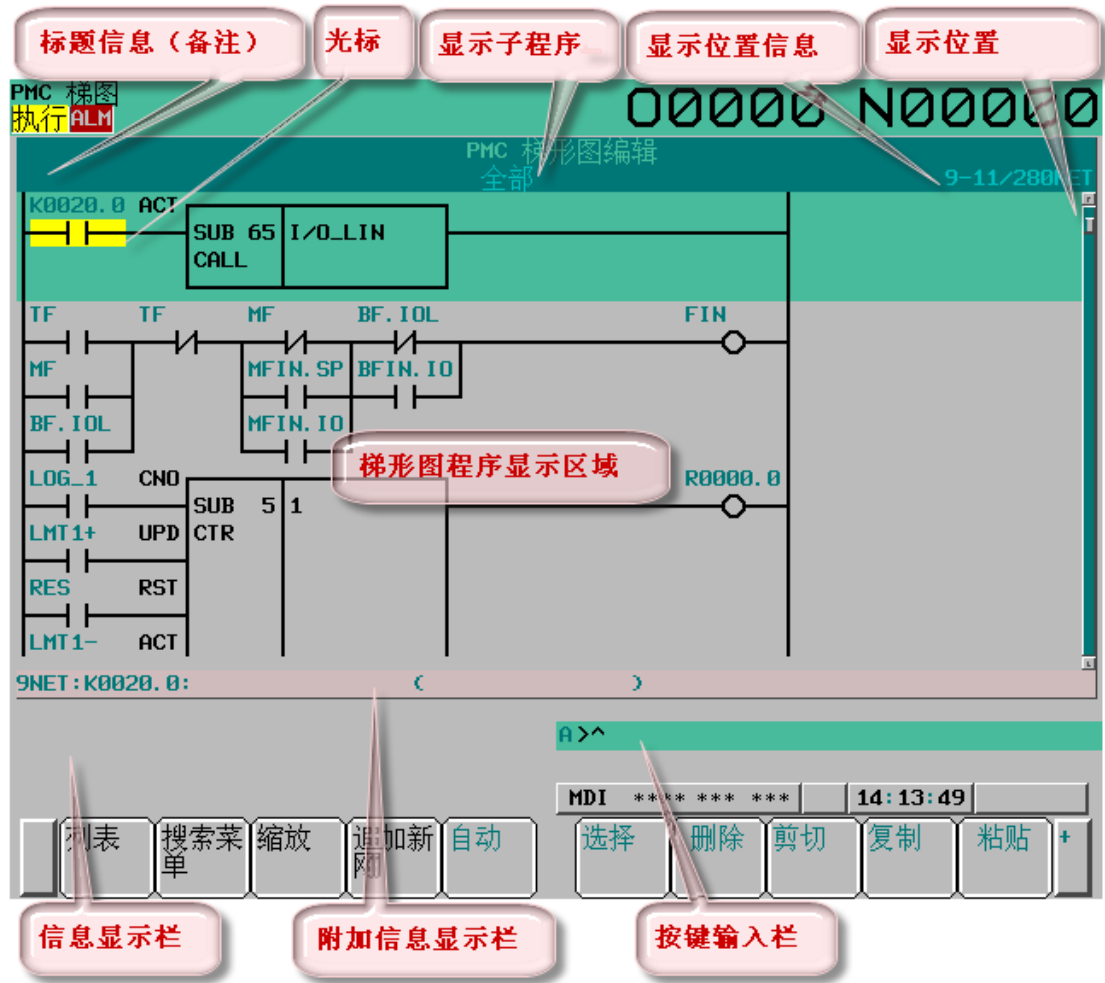 标题信息（备注）
光标
显示子程序
显示位置信息
显示位置
PMC 梯图
执行 ALM
O0000 N00000
PMC 梯形图编辑
全部
9-11/280NET
K0020.0 ACT
SUB 65 I/O_LIN
CALL
TF TF MF BF.IOL FIN
MF MFIN.SP BFIN.IO
BF.IOL MFIN.IO
梯形图程序显示区域
LOG_1 CNO R0000.0
SUB 5 1
LMT1+ UPD CTR
RES RST
LMT1- ACT
9NET:K0020.0: ( )
A>^
MDI **** *** *** 14:13:49
列表 搜索菜单 缩放 追加新网 自动 选择 删除 剪切 复制 粘贴 +
信息显示栏
附加信息显示栏
按键输入栏